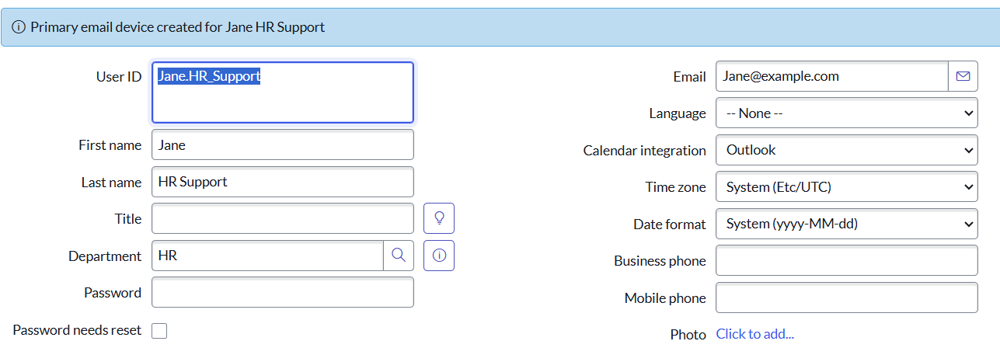 Primary email device created for Jane HR Support
User ID
Jane.HR_Support
First name
Jane
Last name
HR Support
Title
Department
HR
Password
Password needs reset
Email
Jane@example.com
Language
-- None --
Calendar integration
Outlook
Time zone
System (Etc/UTC)
Date format
System (yyyy-MM-dd)
Business phone
Mobile phone
Photo
Click to add...